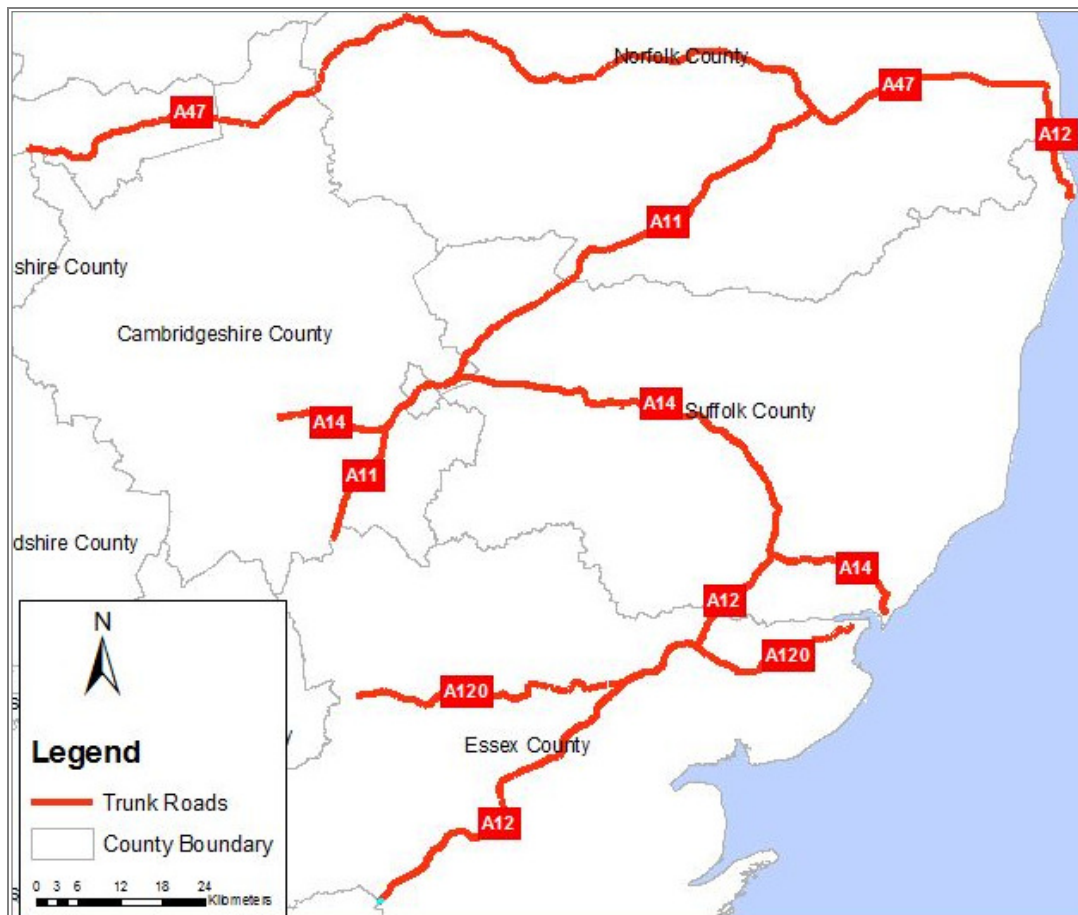 Norfolk County
A47
A47
A12
A11
shire County
Cambridgeshire County
A14
A14
Suffolk County
A11
dshire County
A14
A12
A120
A120
Essex County
A12
N
Legend
Trunk Roads
County Boundary
0 3 6 12 18 24
Kilometers